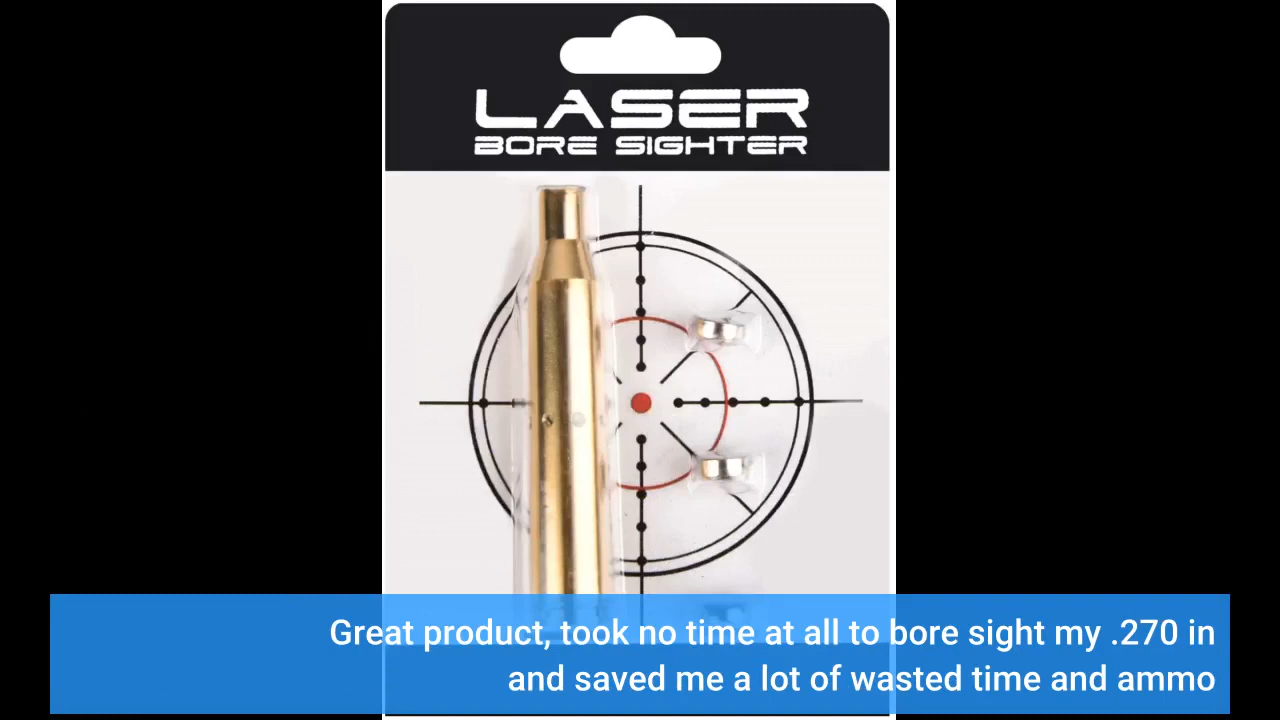 LASER
BORE SIGHTER
Great product, took no time at all to bore sight my .270 in
and saved me a lot of wasted time and ammo